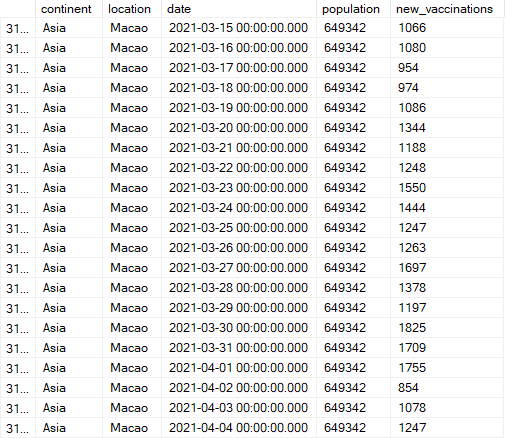 continent location date population new_vaccinations
31... Asia Macao 2021-03-15 00:00:00.000 649342 1066
31... Asia Macao 2021-03-16 00:00:00.000 649342 1080
31... Asia Macao 2021-03-17 00:00:00.000 649342 954
31... Asia Macao 2021-03-18 00:00:00.000 649342 974
31... Asia Macao 2021-03-19 00:00:00.000 649342 1086
31... Asia Macao 2021-03-20 00:00:00.000 649342 1344
31... Asia Macao 2021-03-21 00:00:00.000 649342 1188
31... Asia Macao 2021-03-22 00:00:00.000 649342 1248
31... Asia Macao 2021-03-23 00:00:00.000 649342 1550
31... Asia Macao 2021-03-24 00:00:00.000 649342 1444
31... Asia Macao 2021-03-25 00:00:00.000 649342 1247
31... Asia Macao 2021-03-26 00:00:00.000 649342 1263
31... Asia Macao 2021-03-27 00:00:00.000 649342 1697
31... Asia Macao 2021-03-28 00:00:00.000 649342 1378
31... Asia Macao 2021-03-29 00:00:00.000 649342 1197
31... Asia Macao 2021-03-30 00:00:00.000 649342 1825
31... Asia Macao 2021-03-31 00:00:00.000 649342 1709
31... Asia Macao 2021-04-01 00:00:00.000 649342 1755
31... Asia Macao 2021-04-02 00:00:00.000 649342 854
31... Asia Macao 2021-04-03 00:00:00.000 649342 1078
31... Asia Macao 2021-04-04 00:00:00.000 649342 1247